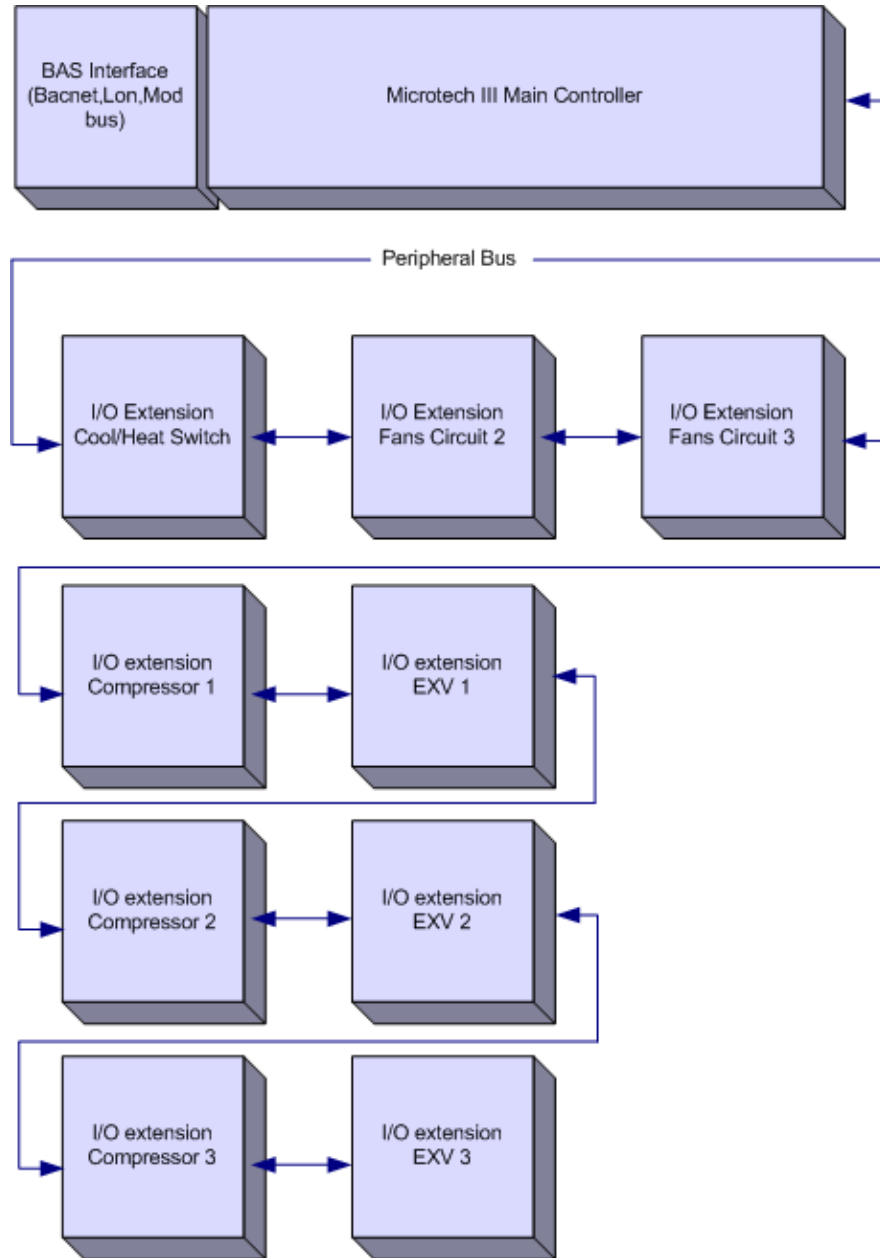 BAS Interface
(Bacnet,Lon,Mod
bus)
Microtech III Main Controller
Peripheral Bus
I/O Extension
Cool/Heat Switch
I/O Extension
Fans Circuit 2
I/O Extension
Fans Circuit 3
I/O extension
Compressor 1
I/O extension
EXV 1
I/O extension
Compressor 2
I/O extension
EXV 2
I/O extension
Compressor 3
I/O extension
EXV 3